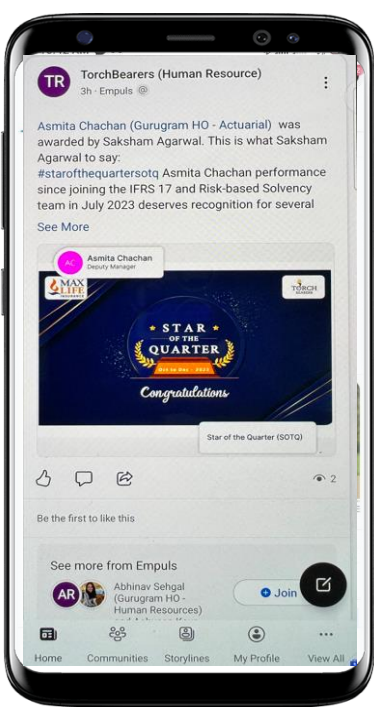 TR
TorchBearers (Human Resource)
3h · Empuls
Asmita Chachan (Gurugram HO - Actuarial) was
awarded by Saksham Agarwal. This is what Saksham
Agarwal to say:
#starofthequartersotq Asmita Chachan performance
since joining the IFRS 17 and Risk-based Solvency
team in July 2023 deserves recognition for several
See More
AC
Asmita Chachan
Deputy Manager
MAX
LIFE
INSURANCE
TORCH
STAR
OF THE
QUARTER
Congratulations
Star of the Quarter (SOTQ)
2
Be the first to like this
See more from Empuls
AR
Abhinav Sehgal
(Gurugram HO -
Human Resources)
Join
Home
Communities
Storylines
My Profile
View All